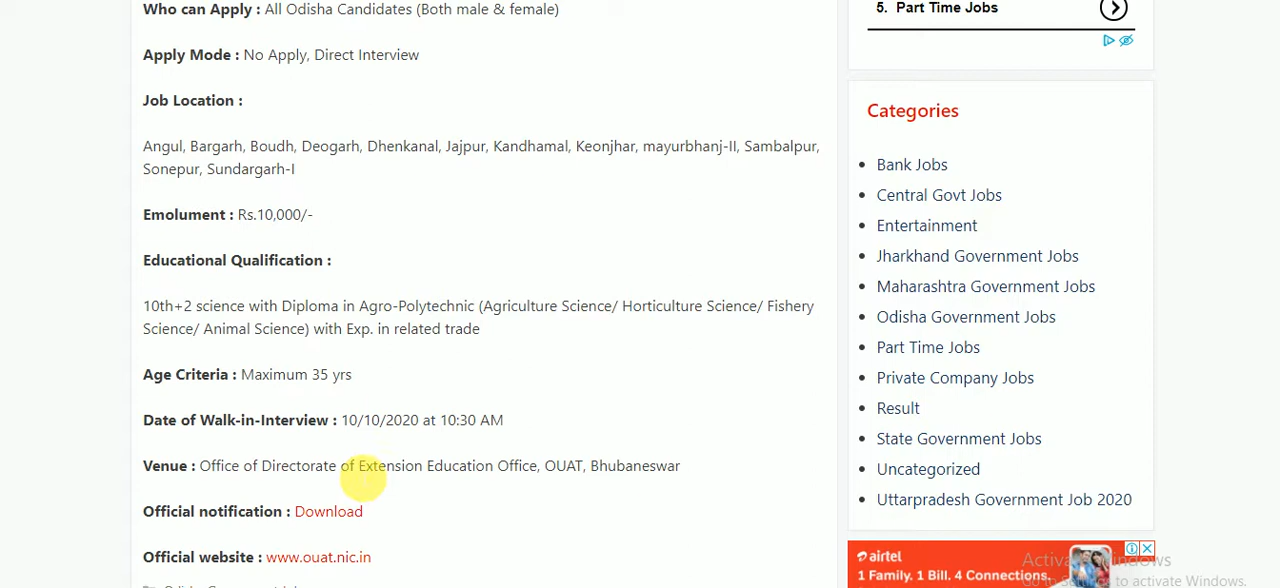 Who can Apply : All Odisha Candidates (Both male & female)
Apply Mode : No Apply, Direct Interview
Job Location :
Angul, Bargarh, Boudh, Deogarh, Dhenkanal, Jajpur, Kandhamal, Keonjhar, mayurbhanj-II, Sambalpur,
Sonepur, Sundargarh-I
Emolument : Rs.10,000/-
Educational Qualification :
10th+2 science with Diploma in Agro-Polytechnic (Agriculture Science/ Horticulture Science/ Fishery
Science/ Animal Science) with Exp. in related trade
Age Criteria : Maximum 35 yrs
Date of Walk-in-Interview : 10/10/2020 at 10:30 AM
Venue : Office of Directorate of Extension Education Office, OUAT, Bhubaneswar
Official notification : Download
Official website : www.ouat.nic.in
5. Part Time Jobs
Categories
Bank Jobs
Central Govt Jobs
Entertainment
Jharkhand Government Jobs
Maharashtra Government Jobs
Odisha Government Jobs
Part Time Jobs
Private Company Jobs
Result
State Government Jobs
Uncategorized
Uttarpradesh Government Job 2020
airtel
1 Family, 1 Bill. 4 Connections.
Activate Windows
to activate Windows.